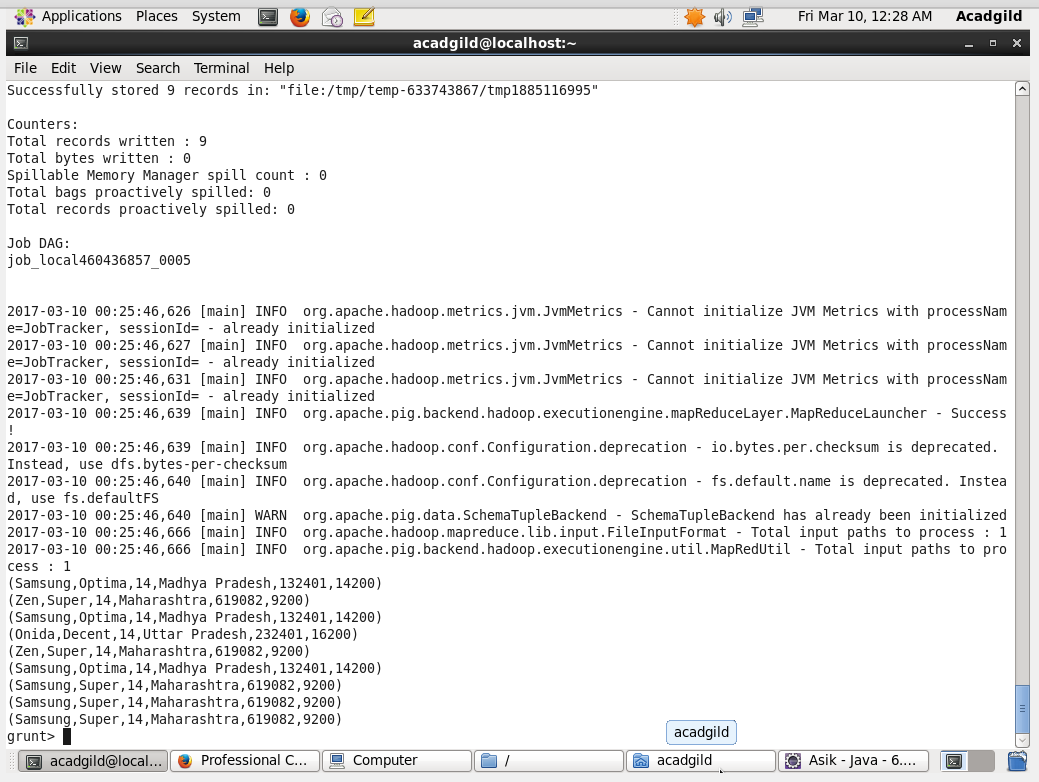 Applications Places System Fri Mar 10, 12:28 AM Acadgild
acadgild@localhost:~
File Edit View Search Terminal Help
Successfully stored 9 records in: "file:/tmp/temp-633743867/tmp1885116995"
Counters:
Total records written : 9
Total bytes written : 0
Spillable Memory Manager spill count : 0
Total bags proactively spilled: 0
Total records proactively spilled: 0
Job DAG:
job_local460436857_0005
2017-03-10 00:25:46,626 [main] INFO  org.apache.hadoop.metrics.jvm.JvmMetrics - Cannot initialize JVM Metrics with processNam
e=JobTracker, sessionId= - already initialized
2017-03-10 00:25:46,627 [main] INFO  org.apache.hadoop.metrics.jvm.JvmMetrics - Cannot initialize JVM Metrics with processNam
e=JobTracker, sessionId= - already initialized
2017-03-10 00:25:46,631 [main] INFO  org.apache.hadoop.metrics.jvm.JvmMetrics - Cannot initialize JVM Metrics with processNam
e=JobTracker, sessionId= - already initialized
2017-03-10 00:25:46,639 [main] INFO  org.apache.pig.backend.hadoop.executionengine.mapReduceLayer.MapReduceLauncher - Success
!
2017-03-10 00:25:46,639 [main] INFO  org.apache.hadoop.conf.Configuration.deprecation - io.bytes.per.checksum is deprecated.
Instead, use dfs.bytes-per-checksum
2017-03-10 00:25:46,640 [main] INFO  org.apache.hadoop.conf.Configuration.deprecation - fs.default.name is deprecated. Instea
d, use fs.defaultFS
2017-03-10 00:25:46,640 [main] WARN  org.apache.pig.data.SchemaTupleBackend - SchemaTupleBackend has already been initialized
2017-03-10 00:25:46,666 [main] INFO  org.apache.hadoop.mapreduce.lib.input.FileInputFormat - Total input paths to process : 1
2017-03-10 00:25:46,666 [main] INFO  org.apache.pig.backend.hadoop.executionengine.util.MapRedUtil - Total input paths to pro
cess : 1
(Samsung,Optima,14,Madhya Pradesh,132401,14200)
(Zen,Super,14,Maharashtra,619082,9200)
(Samsung,Optima,14,Madhya Pradesh,132401,14200)
(Onida,Decent,14,Uttar Pradesh,232401,16200)
(Zen,Super,14,Maharashtra,619082,9200)
(Samsung,Optima,14,Madhya Pradesh,132401,14200)
(Samsung,Super,14,Maharashtra,619082,9200)
(Samsung,Super,14,Maharashtra,619082,9200)
(Samsung,Super,14,Maharashtra,619082,9200)
grunt>
acadgild
acadgild@local... Professional C... Computer / acadgild Asik - Java - 6....